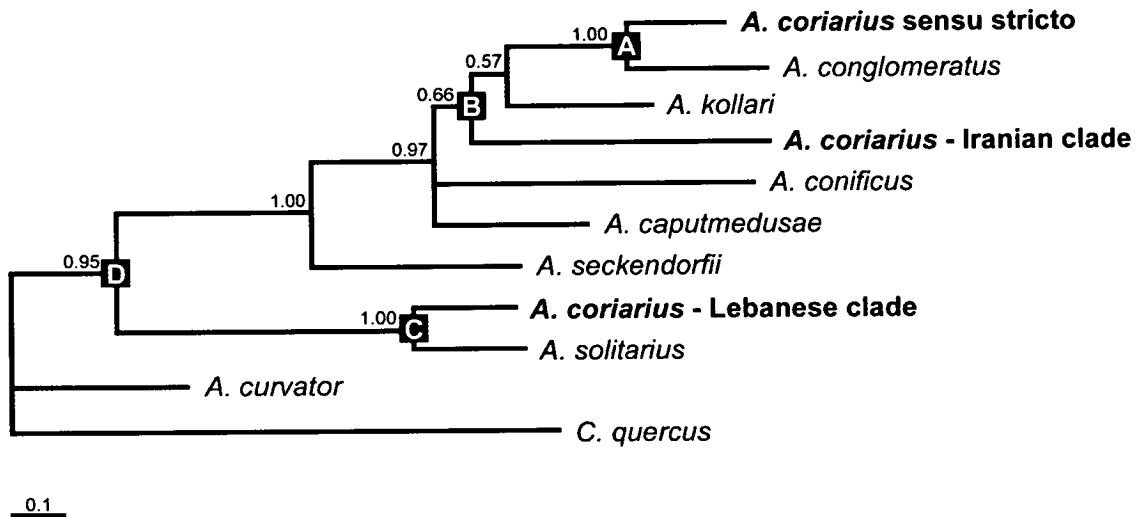 A. coriarius sensu stricto
1.00
A
0.57
A. conglomeratus
0.66
B
A. kollari
A. coriarius - Iranian clade
0.97
A. conificus
1.00
A. caputmedusae
0.95
D
A. seckendorfii
A. coriarius - Lebanese clade
1.00
C
A. solitarius
A. curvator
C. quercus
0.1